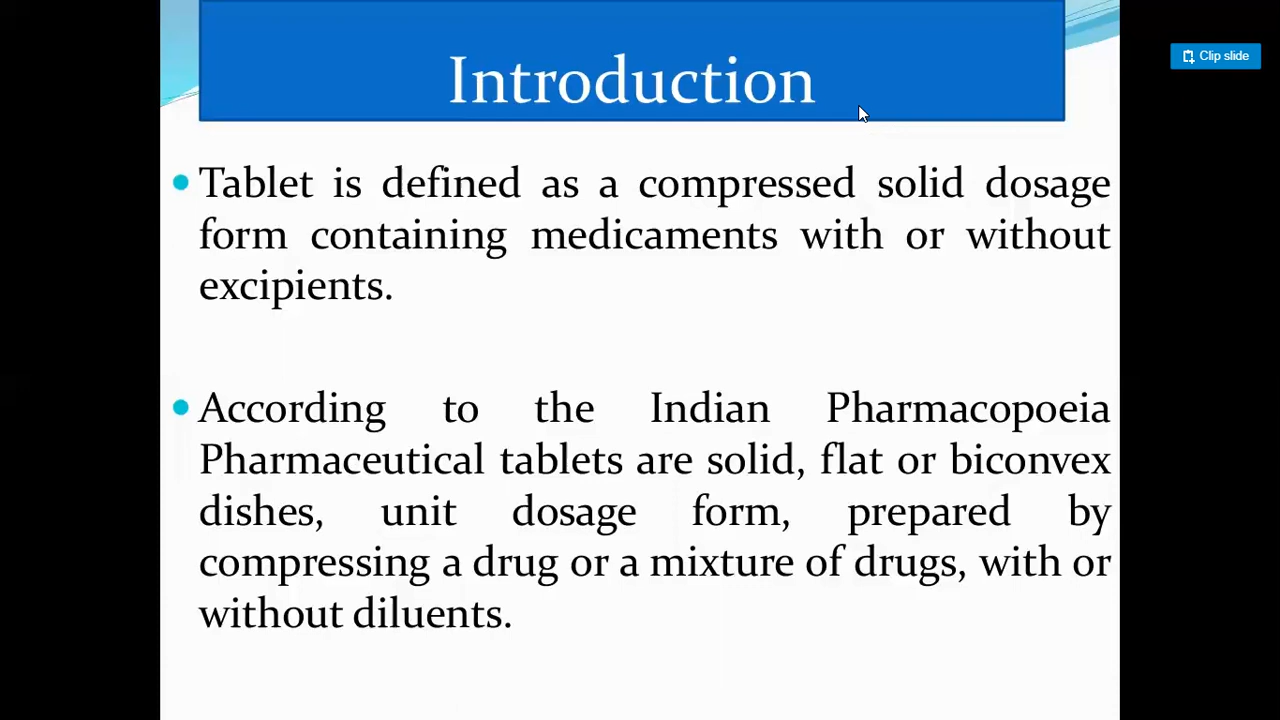 Introduction
Clip slide
• Tablet is defined as a compressed solid dosage
form containing medicaments with or without
excipients.
• According to the Indian Pharmacopoeia
Pharmaceutical tablets are solid, flat or biconvex
dishes, unit dosage form, prepared by
compressing a drug or a mixture of drugs, with or
without diluents.